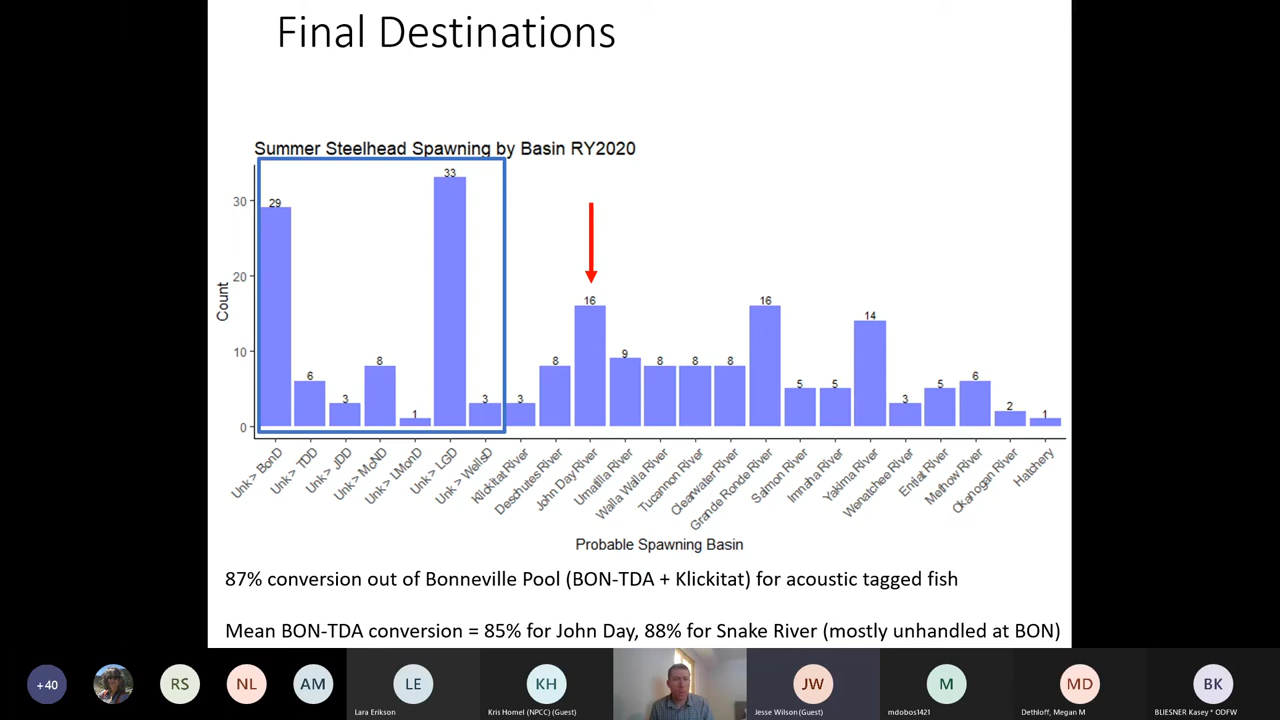 Final Destinations
Summer Steelhead Spawning by Basin RY2020
Count
30
20
10
0
29
6
3
8
1
33
3
3
8
16
9
8
8
8
16
5
5
14
3
5
6
2
1
Unk > BonD
Unk > TDD
Unk > JDD
Unk > McND
Unk > LMonD
Unk > LGD
Unk > WellsD
Klickitat River
Deschutes River
John Day River
Umatilla River
Walla Walla River
Tucannon River
Clearwater River
Grande Ronde River
Salmon River
Imnaha River
Yakima River
Wenatchee River
Entiat River
Methow River
Okanogan River
Hatchery
Probable Spawning Basin
87% conversion out of Bonneville Pool (BON-TDA + Klickitat) for acoustic tagged fish
Mean BON-TDA conversion = 85% for John Day, 88% for Snake River (mostly unhandled at BON)
+40
RS
NL
AM
LE
Lara Erikson
KH
Kris Homel (NPCC) (Guest)
JW
Jesse Wilson (Guest)
M
mdobos1421
MD
Dethloff, Megan M
BK
BLIESNER Kasey * ODFW